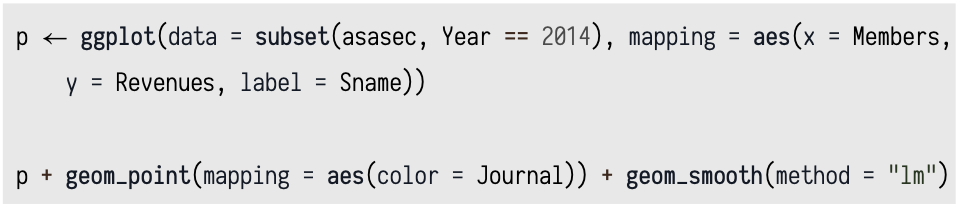 p ← ggplot(data = subset(asasec, Year == 2014), mapping = aes(x = Members,
y = Revenues, label = Sname))
p + geom_point(mapping = aes(color = Journal)) + geom_smooth(method = "lm")